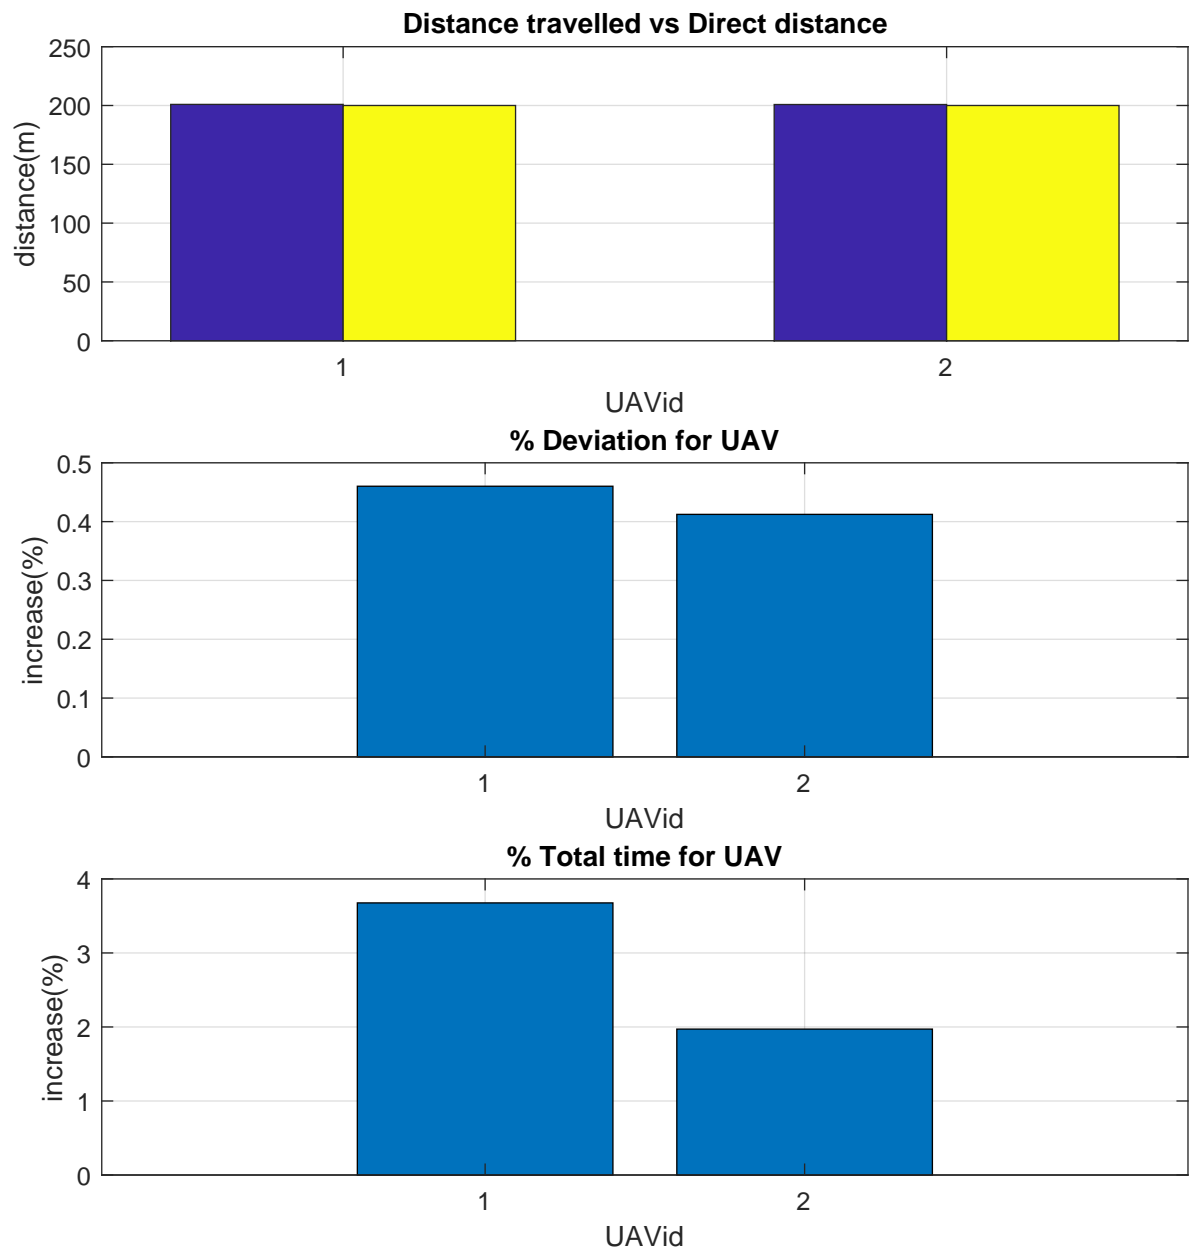 Distance travelled vs Direct distance
250
200
150
100
50
0
distance(m)
1 2
UAVid
% Deviation for UAV
0.5
0.4
0.3
0.2
0.1
0
increase(%)
1 2
UAVid
% Total time for UAV
4
3
2
1
0
increase(%)
1 2
UAVid